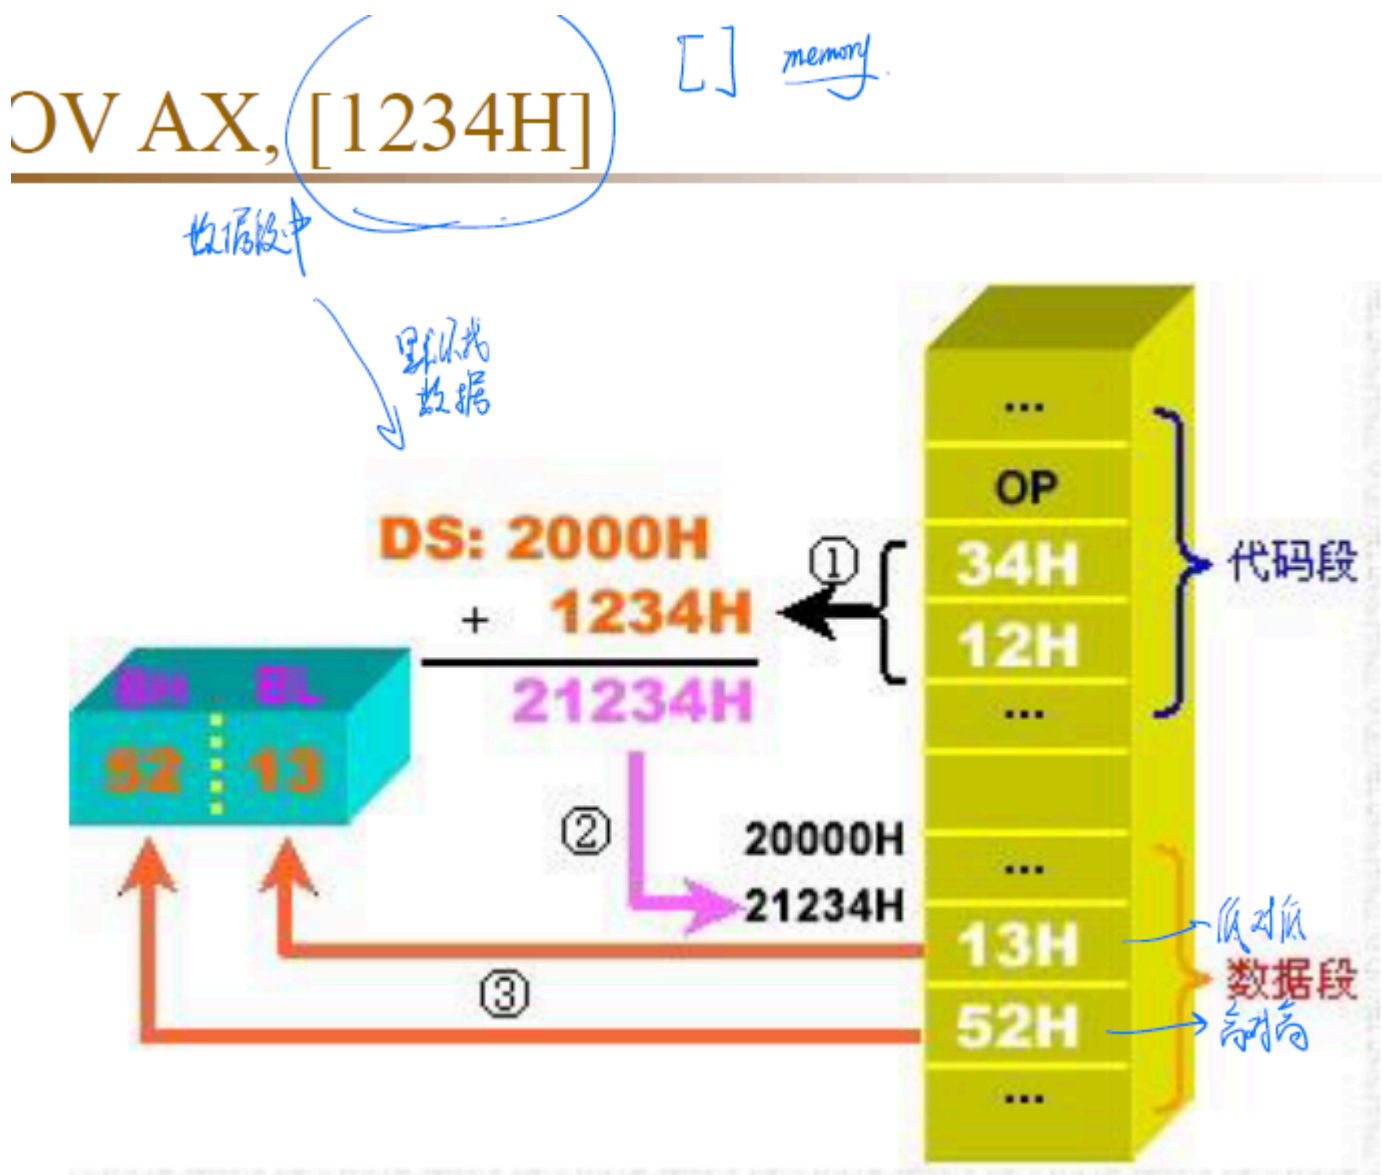 [ ] memory
OV AX, [1234H]
数据段中
默认找
数据
...
OP
DS: 2000H
①
34H
代码段
+ 1234H
12H
21234H
...
BH BL
52 13
②
20000H
...
21234H
13H
低对低
数据段
③
52H
高对高
...